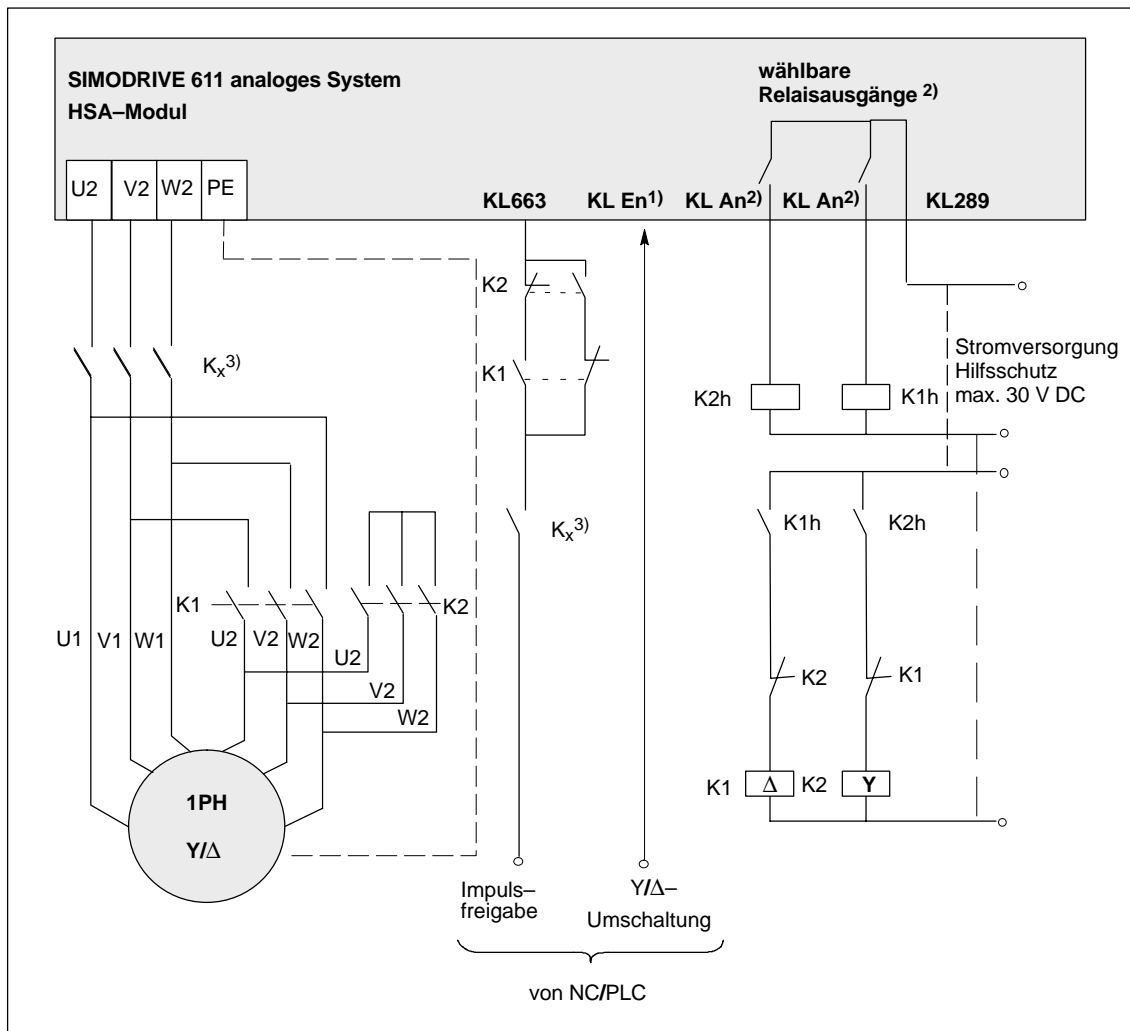 SIMODRIVE 611 analoges System
HSA–Modul
wählbare
Relaisausgänge 2)
U2 V2 W2 PE
KL663 KL En1) KL An2) KL An2) KL289
K2
Kx3)
K1
Stromversorgung
Hilfsschutz
max. 30 V DC
K2h K1h
Kx3)
K1h K2h
K1 K2
U1 V1 W1 U2 V2 W2
U2
V2
W2
K2 K1
K1 Δ K2 Y
1PH
Y/Δ
Impuls–
freigabe
Y/Δ–
Umschaltung
von NC/PLC